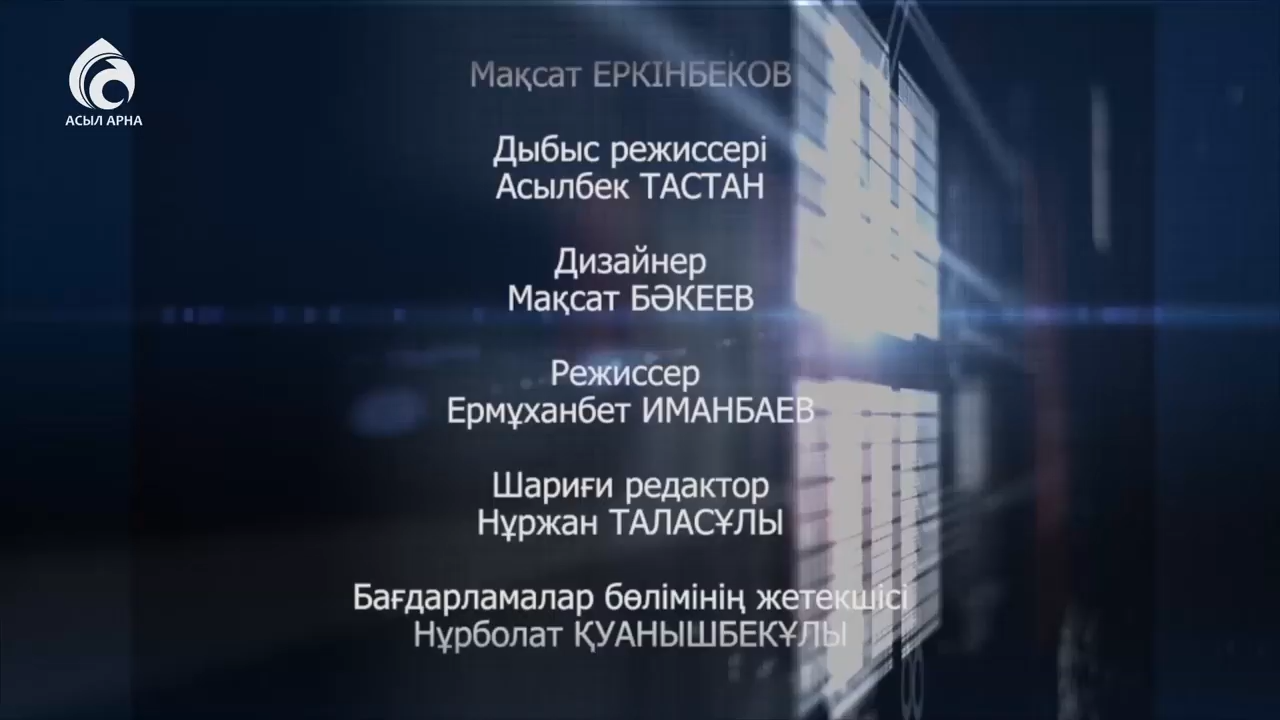 АСЫЛ АРНА
Мақсат ЕРКІНБЕКОВ
Дыбыс режиссері
Асылбек ТАСТАН
Дизайнер
Мақсат БӘКЕЕВ
Режиссер
Ермұханбет ИМАНБАЕВ
Шариғи редактор
Нұржан ТАЛАСҰЛЫ
Бағдарламалар бөлімінің жетекшісі
Нұрболат ҚУАНЫШБЕКҰЛЫ